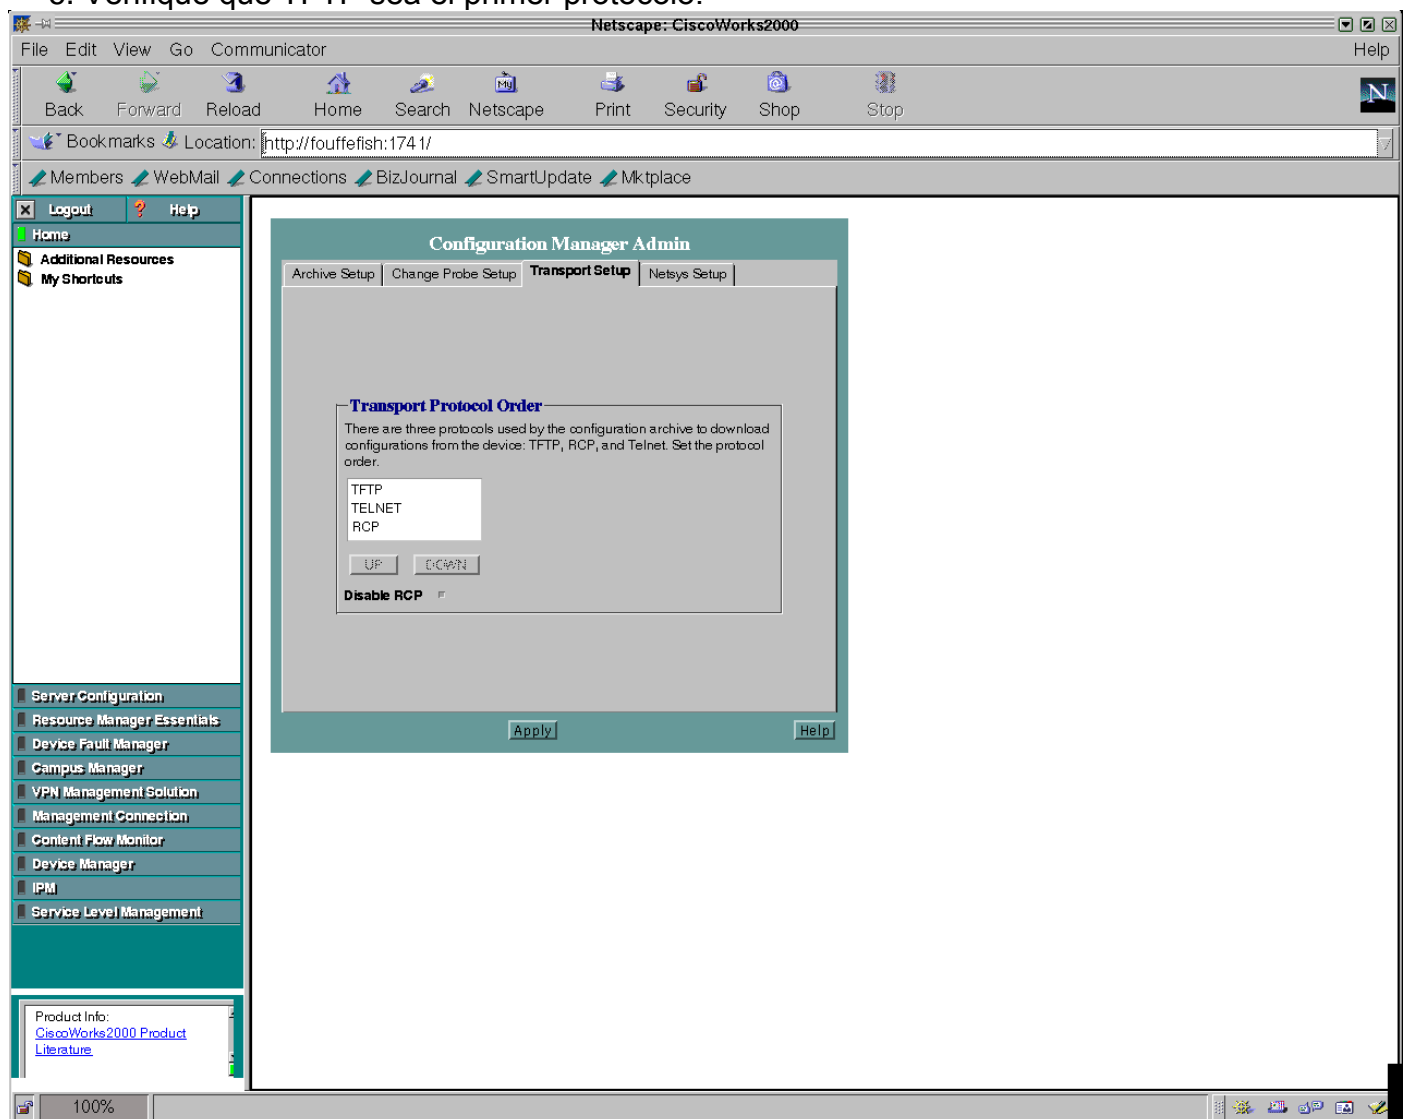 Netscape: CiscoWorks2000
File Edit View Go Communicator Help
Back Forward Reload Home Search Netscape Print Security Shop Stop
My
N
Bookmarks Location: http://fouffefish:1741/
Members WebMail Connections BizJournal SmartUpdate Mktplace
Logout ? Help
Home
Additional Resources
My Shortcuts
Configuration Manager Admin
Archive Setup Change Probe Setup Transport Setup Netsys Setup
Transport Protocol Order
There are three protocols used by the configuration archive to download
configurations from the device: TFTP, RCP, and Telnet. Set the protocol
order.
TFTP
TELNET
RCP
UP DOWN
Disable RCP
Apply Help
Server Configuration
Resource Manager Essentials
Device Fault Manager
Campus Manager
VPN Management Solution
Management Connection
Content Flow Monitor
Device Manager
IPM
Service Level Management
Product Info:
CiscoWorks2000 Product
Literature
100%